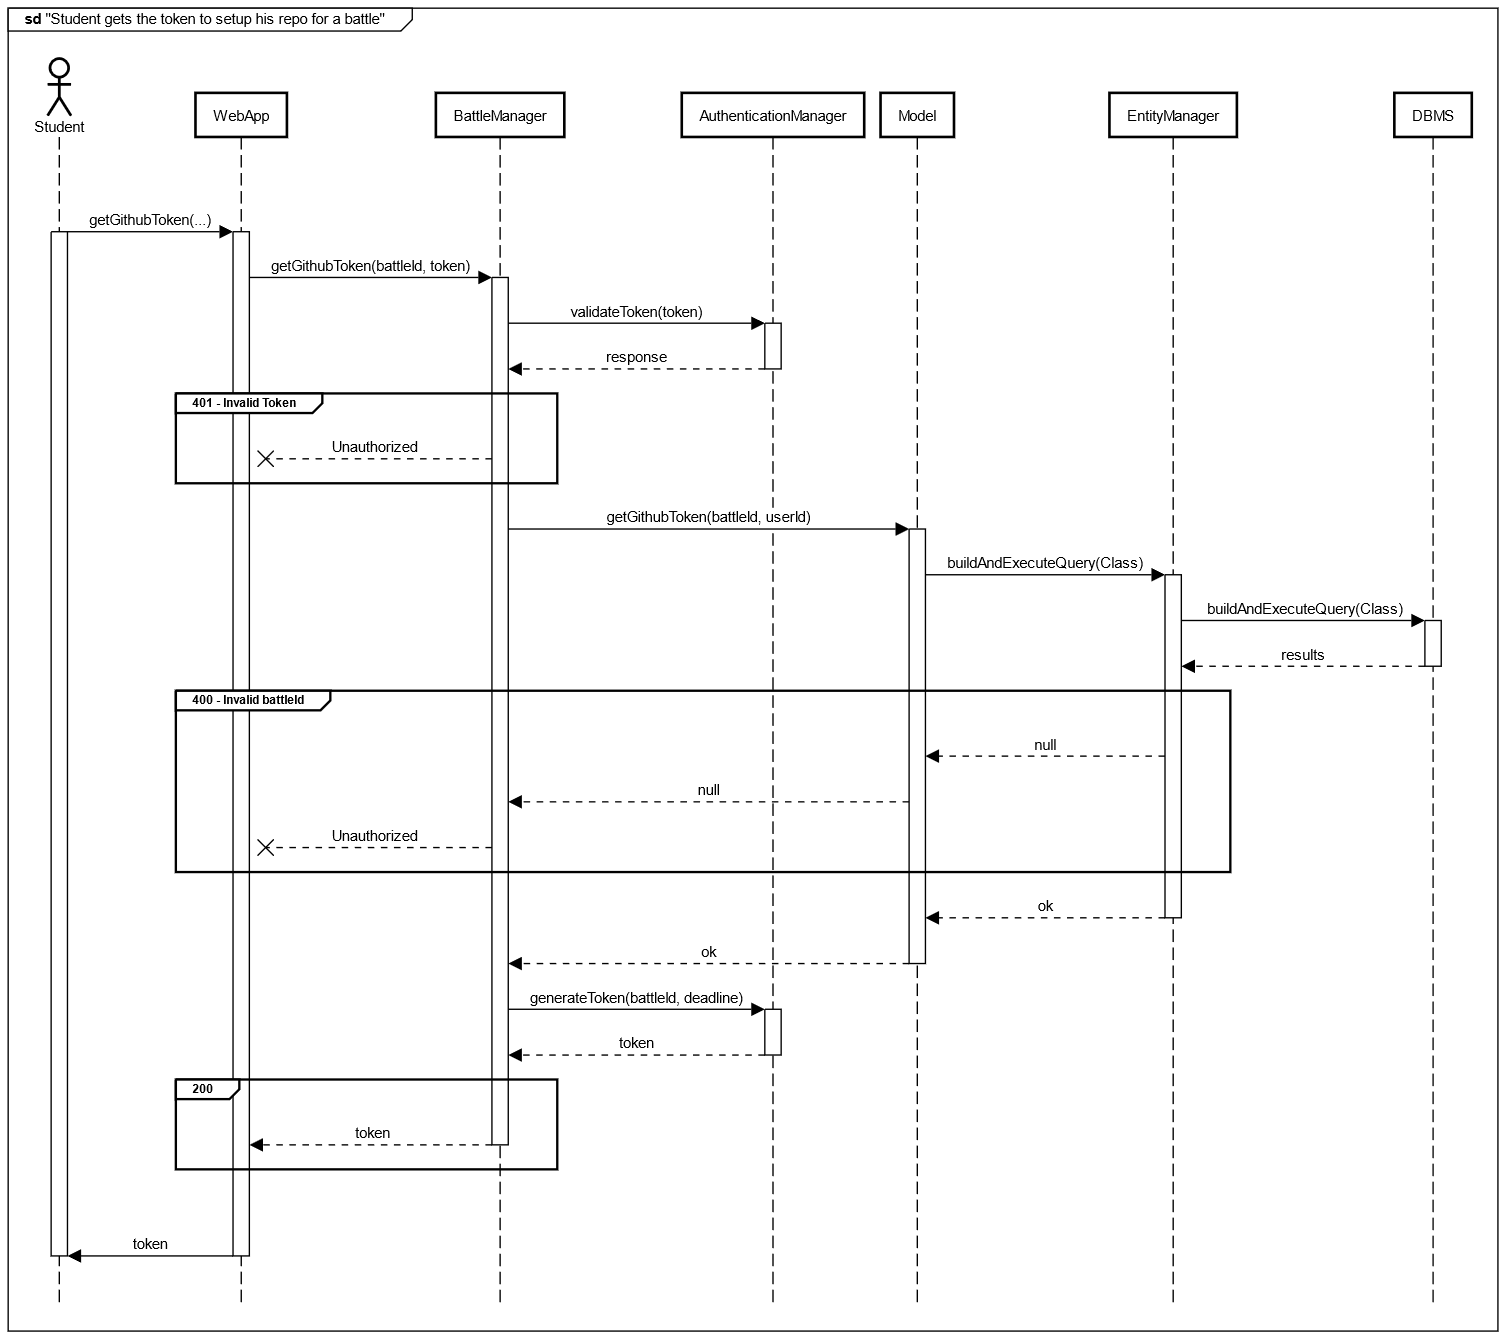 sd "Student gets the token to setup his repo for a battle"
Student
WebApp
BattleManager
AuthenticationManager
Model
EntityManager
DBMS
getGithubToken(...)
getGithubToken(battleId, token)
validateToken(token)
response
401 - Invalid Token
Unauthorized
getGithubToken(battleId, userId)
buildAndExecuteQuery(Class)
buildAndExecuteQuery(Class)
results
400 - Invalid battleId
null
null
Unauthorized
ok
ok
generateToken(battleId, deadline)
token
200
token
token